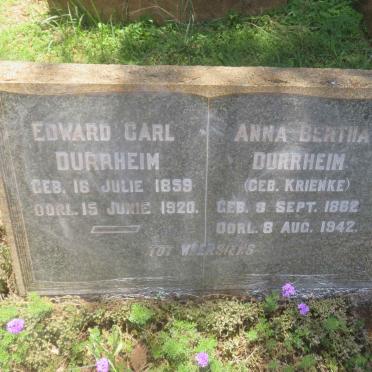 EDWARD CARL
DURRHEIM
GEB. 16 JULIE 1859
OORL. 15 JUNIE 1920.
ANNA BERTHA
DURRHEIM
(GEB. KRIENKE)
GEB. 8 SEPT. 1862
OORL. 8 AUG. 1942.
TOT WEERSIENS